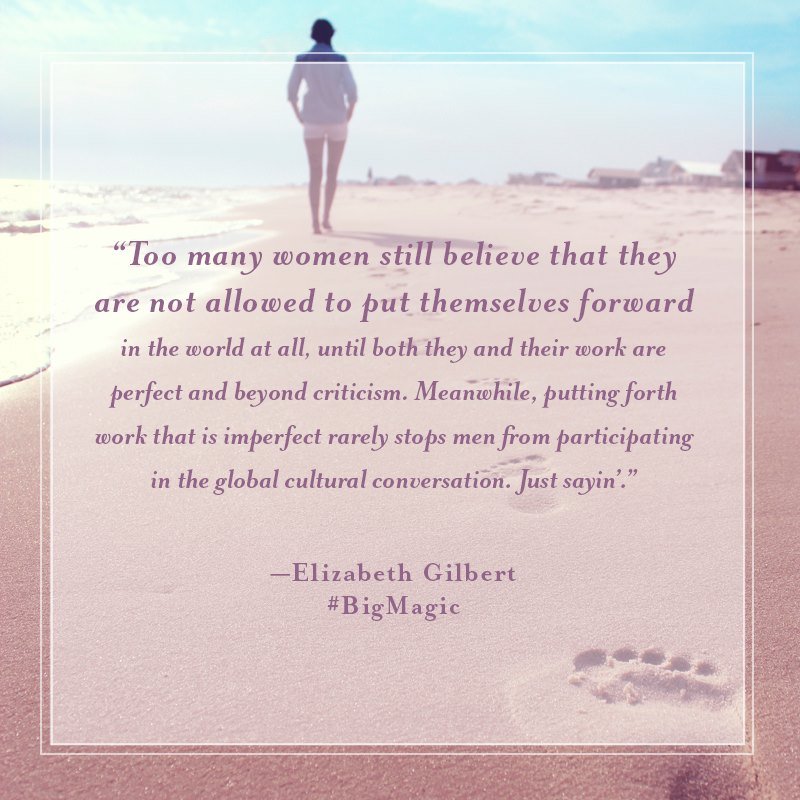 “Too many women still believe that they
are not allowed to put themselves forward
in the world at all, until both they and their work are
perfect and beyond criticism. Meanwhile, putting forth
work that is imperfect rarely stops men from participating
in the global cultural conversation. Just sayin’.”
—Elizabeth Gilbert
#BigMagic